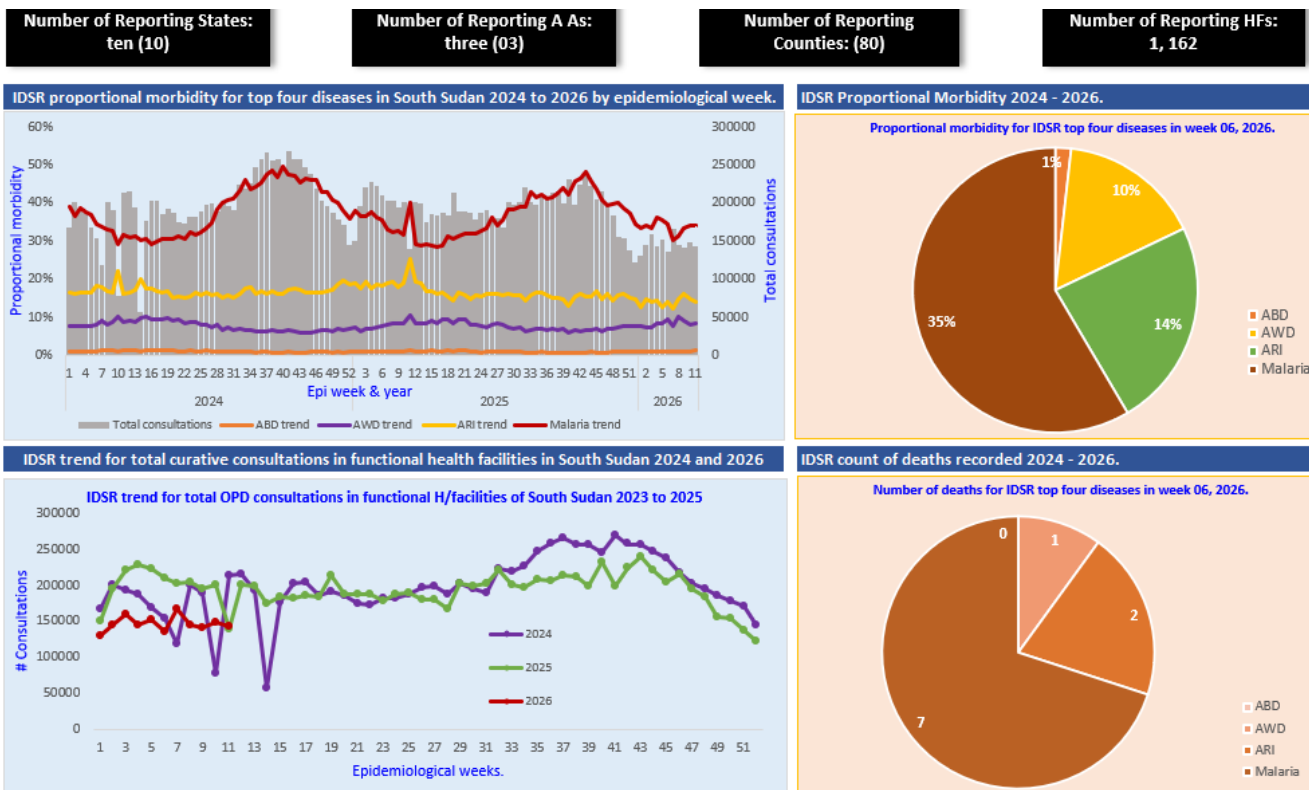 Number of Reporting States:
ten (10)
Number of Reporting A As:
three (03)
Number of Reporting
Counties: (80)
Number of Reporting HFs:
1, 162
IDSR proportional morbidity for top four diseases in South Sudan 2024 to 2026 by epidemiological week.
60%
50%
40%
30%
20%
10%
0%
Proportional morbidity
300000
250000
200000
150000
100000
50000
0
Total consultations
1 4 7 10 13 16 19 22 25 28 31 34 37 40 43 46 49 52 3 6 9 12 15 18 21 24 27 30 33 36 39 42 45 48 51 2 5 8 11
Epi week & year
2024 2025 2026
Total consultations ABD trend AWD trend ARI trend Malaria trend
IDSR Proportional Morbidity 2024 - 2026.
Proportional morbidity for IDSR top four diseases in week 06, 2026.
1%
10%
14%
35%
ABD
AWD
ARI
Malaria
IDSR trend for total curative consultations in functional health facilities in South Sudan 2024 and 2026
IDSR trend for total OPD consultations in functional H/facilities of South Sudan 2023 to 2025
300000
250000
200000
150000
100000
50000
0
# Consultations
2024
2025
2026
1 3 5 7 9 11 13 15 17 19 21 23 25 27 29 31 33 35 37 39 41 43 45 47 49 51
Epidemiological weeks.
IDSR count of deaths recorded 2024 - 2026.
Number of deaths for IDSR top four diseases in week 06, 2026.
0
1
2
7
ABD
AWD
ARI
Malaria